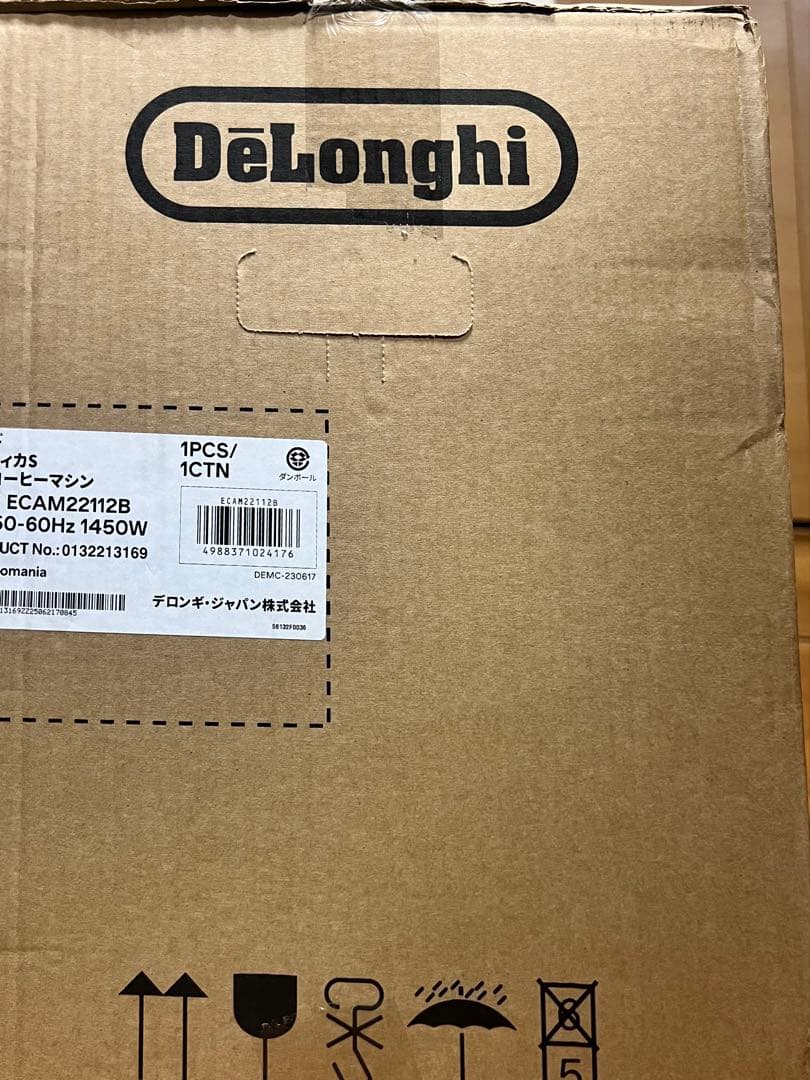 DēLonghi
ィカS
ーヒーマシン
ECAM22112B
50-60Hz 1450W
UCT No.: 0132213169
omania
1PCS/
1CTN
ダンボール
ECAM22112B
4988371024176
DEMC-230617
デロンギ・ジャパン株式会社
5